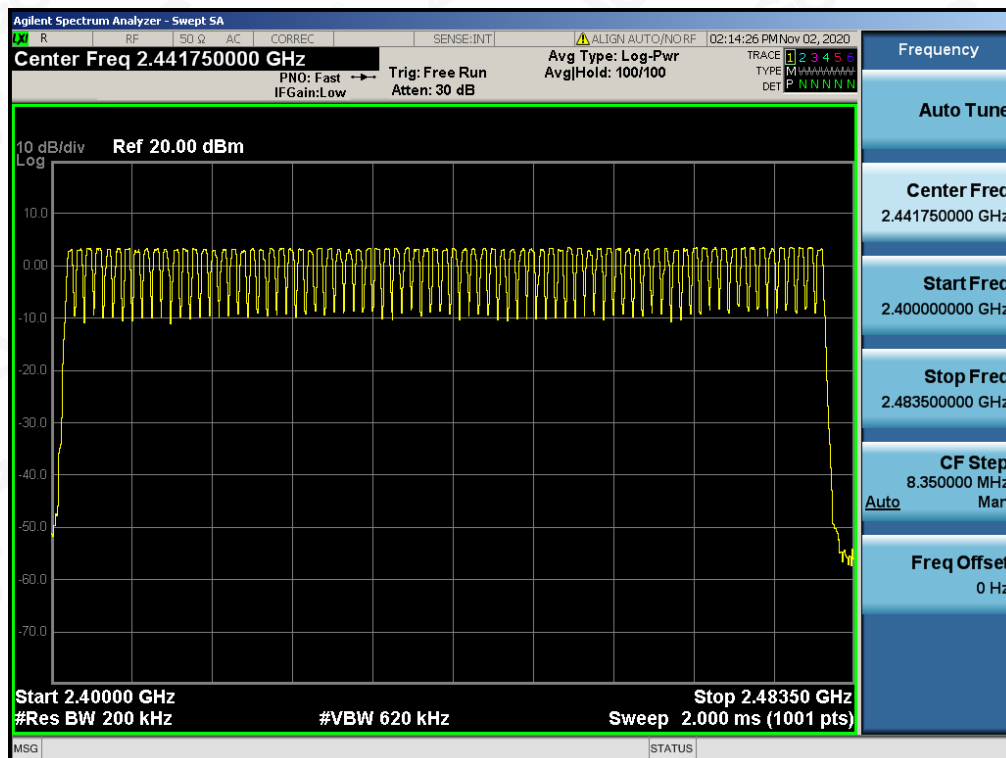 Agilent Spectrum Analyzer - Swept SA
LXI R RF 50 Ω AC CORREC SENSE:INT ALIGN AUTO/NO RF 02:14:26 PM Nov 02, 2020
Center Freq 2.441750000 GHz
PNO: Fast
IFGain:Low
Trig: Free Run
Atten: 30 dB
Avg Type: Log-Pwr
Avg|Hold: 100/100
TRACE 1 2 3 4 5 6
TYPE M WWWWW
DET P N N N N N
10 dB/div Ref 20.00 dBm
Log
10.0
0.00
-10.0
-20.0
-30.0
-40.0
-50.0
-60.0
-70.0
Start 2.40000 GHz Stop 2.48350 GHz
#Res BW 200 kHz #VBW 620 kHz Sweep 2.000 ms (1001 pts)
MSG STATUS
Frequency
Auto Tune
Center Freq
2.441750000 GHz
Start Freq
2.400000000 GHz
Stop Freq
2.483500000 GHz
CF Step
8.350000 MHz
Auto Man
Freq Offset
0 Hz